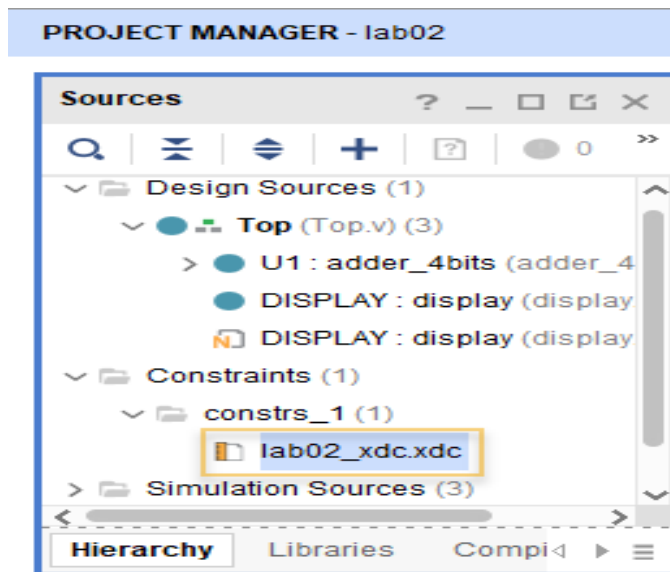 PROJECT MANAGER - lab02
Sources
? 0
Design Sources (1)
Top (Top.v) (3)
U1 : adder_4bits (adder_4
DISPLAY : display (display
DISPLAY : display (display
Constraints (1)
constrs_1 (1)
lab02_xdc.xdc
Simulation Sources (3)
Hierarchy Libraries Compi